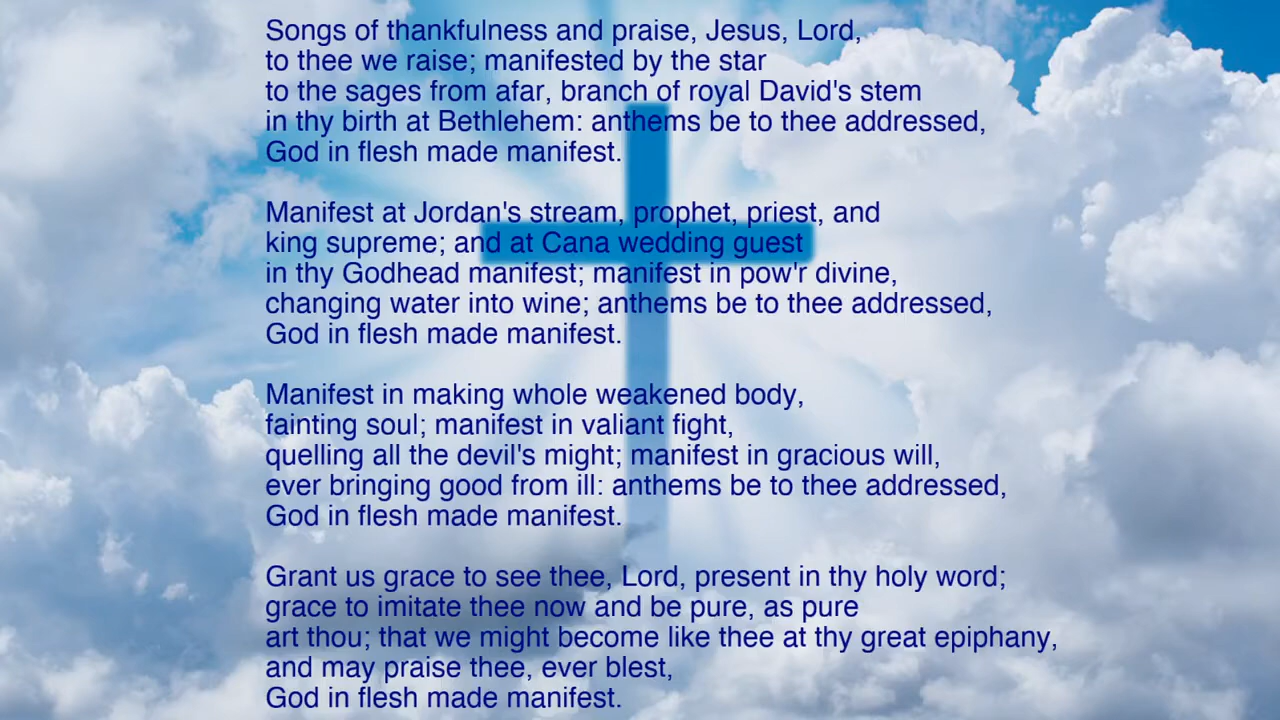 Songs of thankfulness and praise, Jesus, Lord,
to thee we raise; manifested by the star
to the sages from afar, branch of royal David's stem
in thy birth at Bethlehem: anthems be to thee addressed,
God in flesh made manifest.

Manifest at Jordan's stream, prophet, priest, and
king supreme; and at Cana wedding guest
in thy Godhead manifest; manifest in pow'r divine,
changing water into wine; anthems be to thee addressed,
God in flesh made manifest.

Manifest in making whole weakened body,
fainting soul; manifest in valiant fight,
quelling all the devil's might; manifest in gracious will,
ever bringing good from ill: anthems be to thee addressed,
God in flesh made manifest.

Grant us grace to see thee, Lord, present in thy holy word;
grace to imitate thee now and be pure, as pure
art thou; that we might become like thee at thy great epiphany,
and may praise thee, ever blest,
God in flesh made manifest.